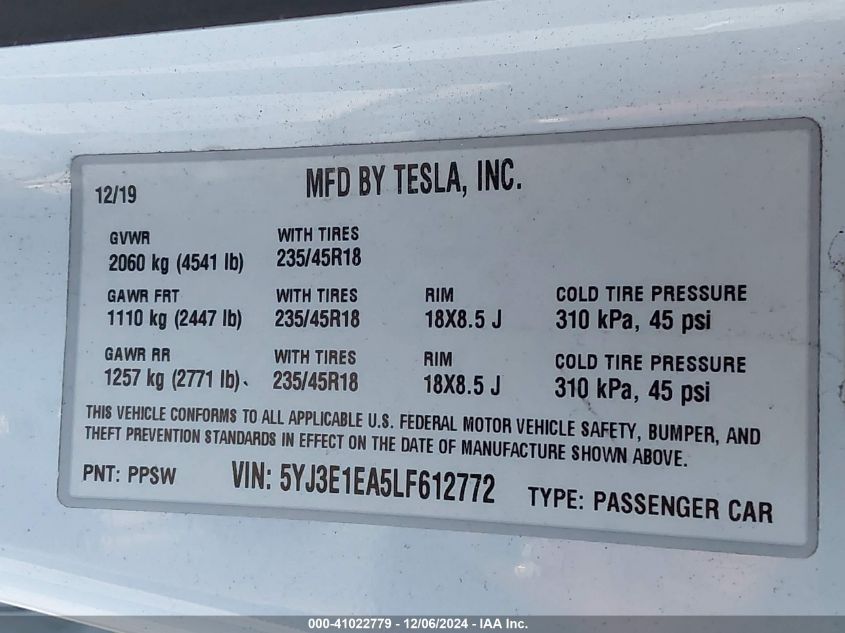 12/19 MFD BY TESLA, INC.
GVWR WITH TIRES
2060 kg (4541 lb) 235/45R18
GAWR FRT WITH TIRES RIM COLD TIRE PRESSURE
1110 kg (2447 lb) 235/45R18 18X8.5 J 310 kPa, 45 psi
GAWR RR WITH TIRES RIM COLD TIRE PRESSURE
1257 kg (2771 lb) 235/45R18 18X8.5 J 310 kPa, 45 psi
THIS VEHICLE CONFORMS TO ALL APPLICABLE U.S. FEDERAL MOTOR VEHICLE SAFETY, BUMPER, AND
THEFT PREVENTION STANDARDS IN EFFECT ON THE DATE OF MANUFACTURE SHOWN ABOVE.
PNT: PPSW VIN: 5YJ3E1EA5LF612772 TYPE: PASSENGER CAR
000-41022779 - 12/06/2024 - IAA Inc.